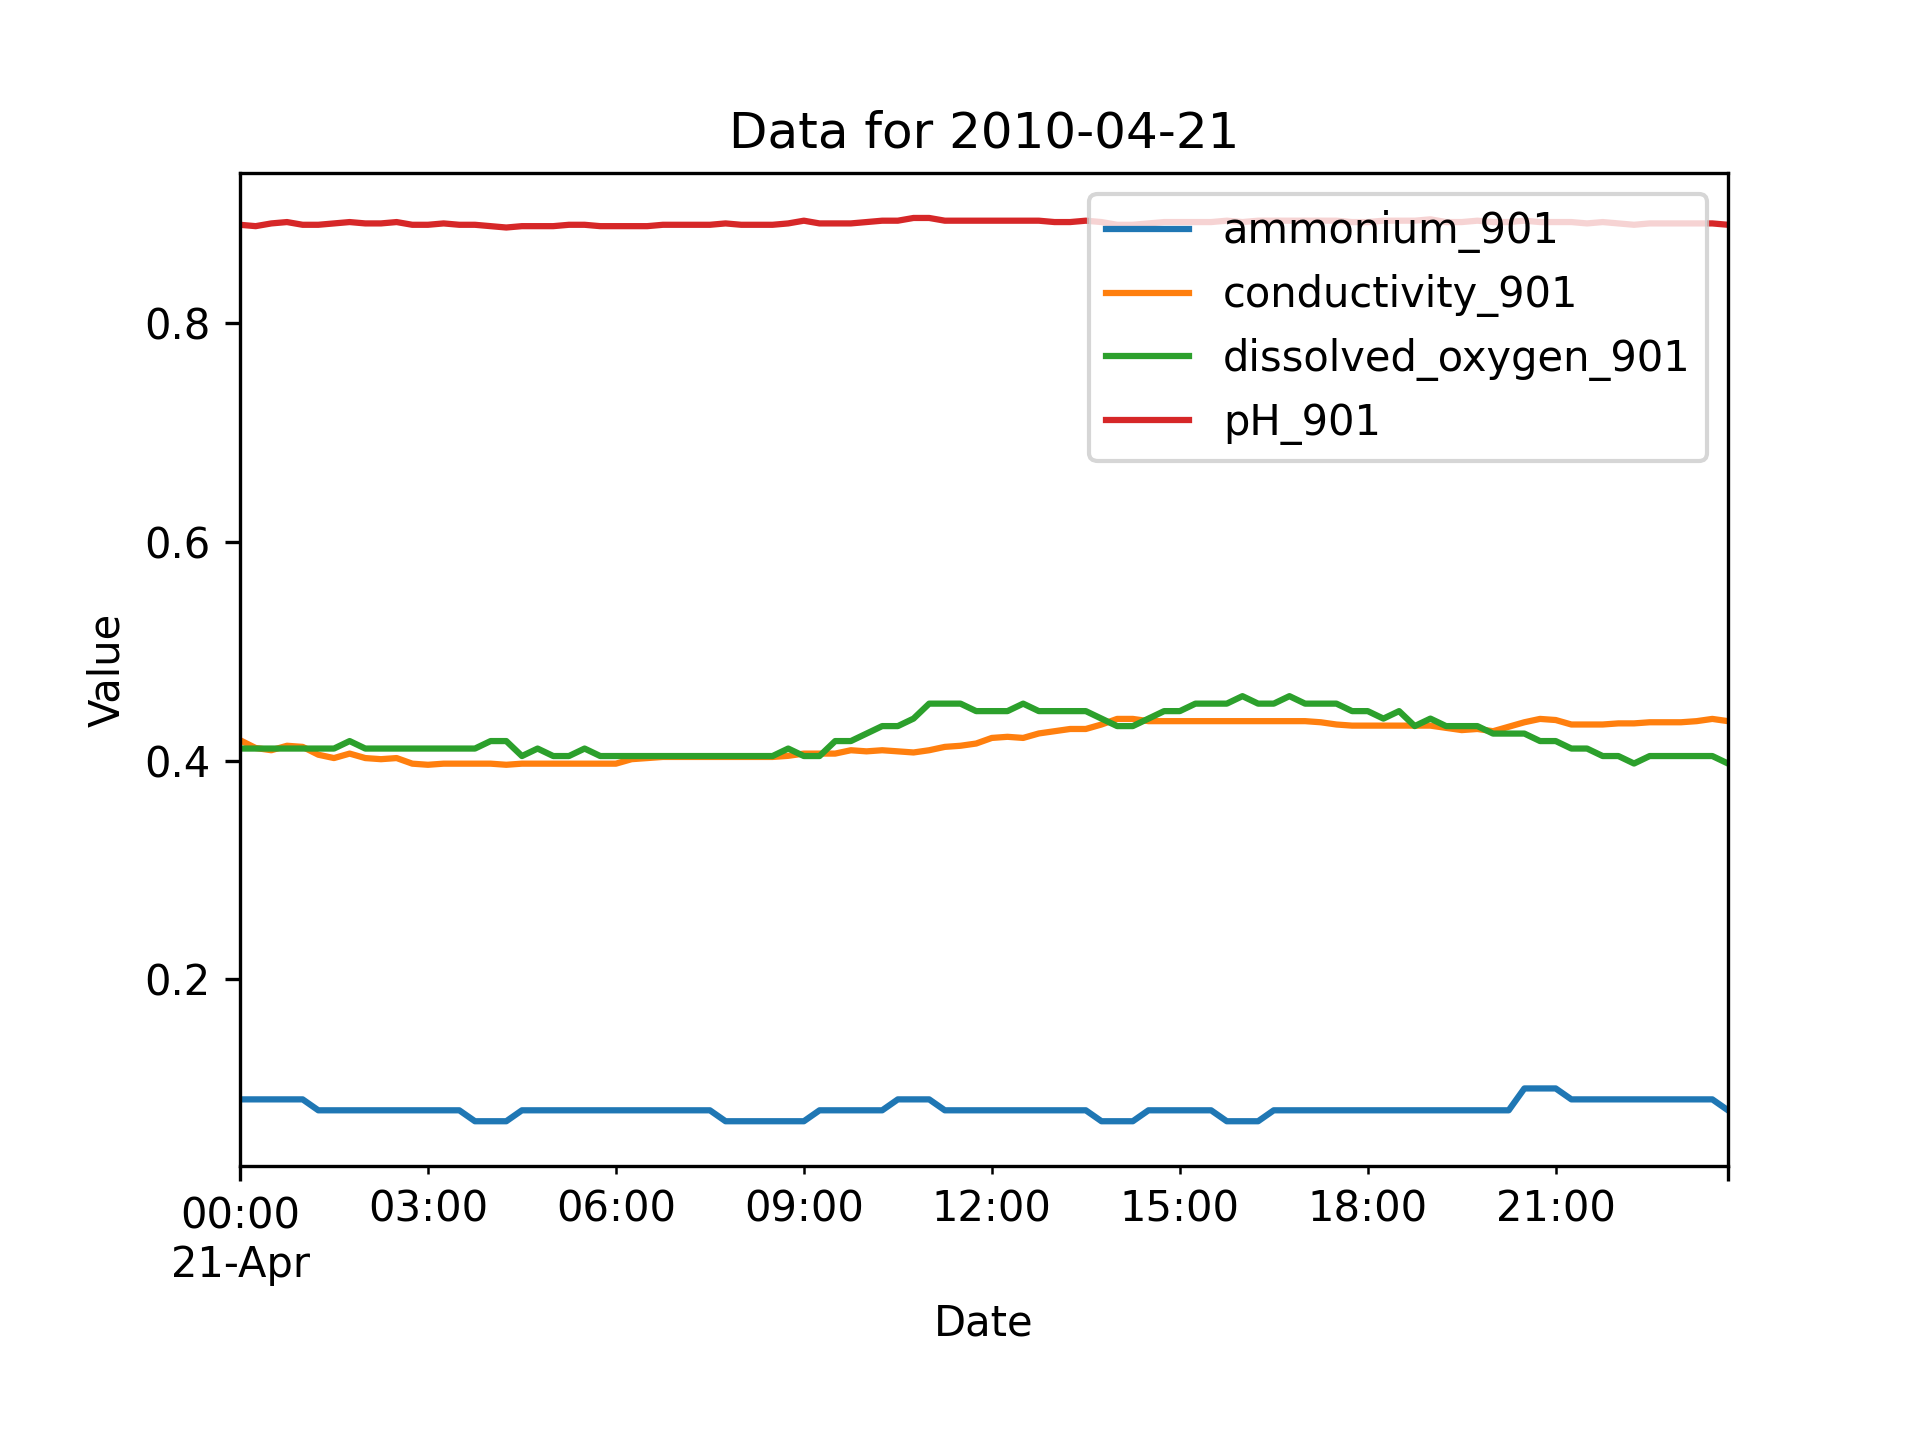 Data for 2010-04-21
ammonium_901
conductivity_901
dissolved_oxygen_901
pH_901
0.8
0.6
0.4
0.2
Value
00:00 03:00 06:00 09:00 12:00 15:00 18:00 21:00
21-Apr
Date